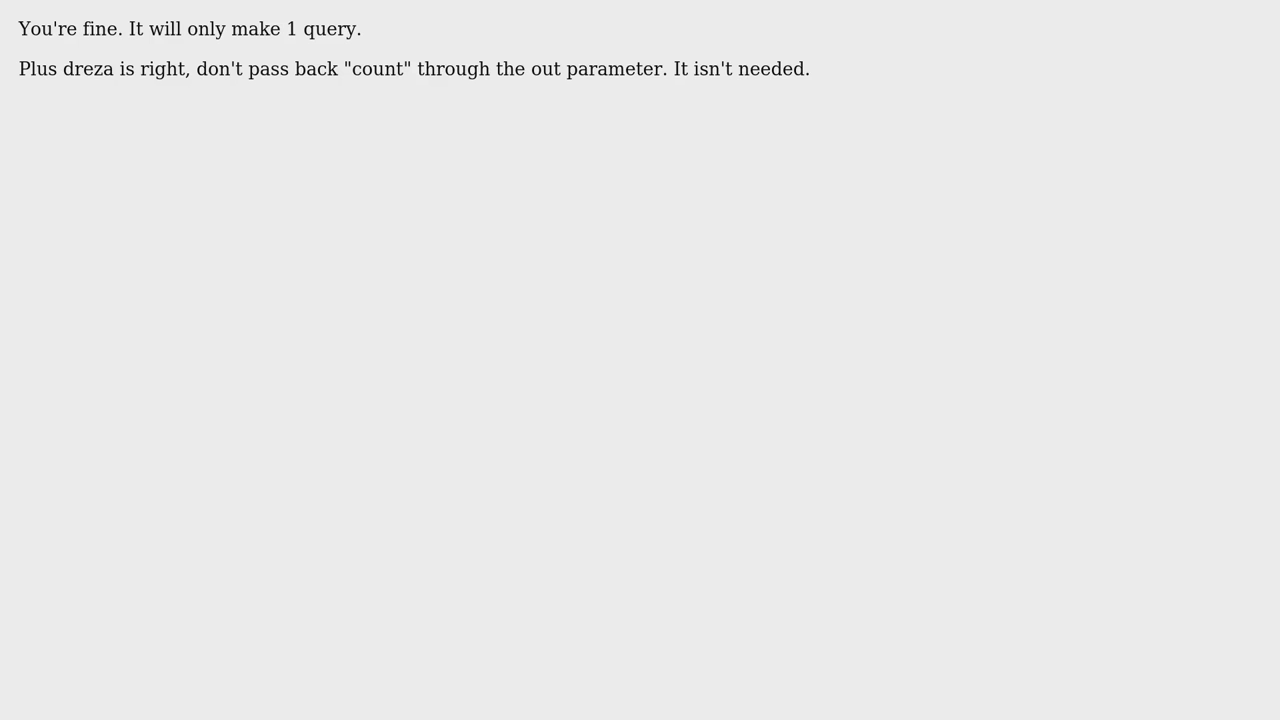 You're fine. It will only make 1 query.
Plus dreza is right, don't pass back "count" through the out parameter. It isn't needed.